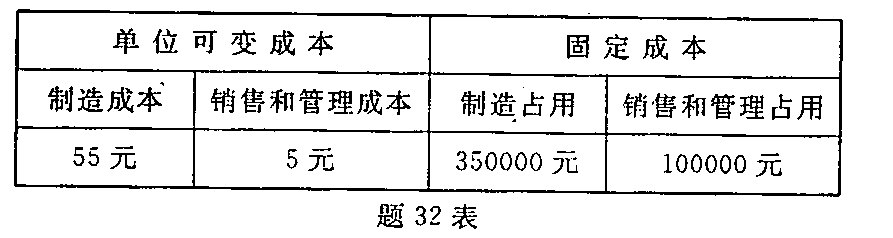 单位可变成本 固定成本
制造成本 销售和管理成本 制造占用 销售和管理占用
55元 5元 350000元 100000元
题32表